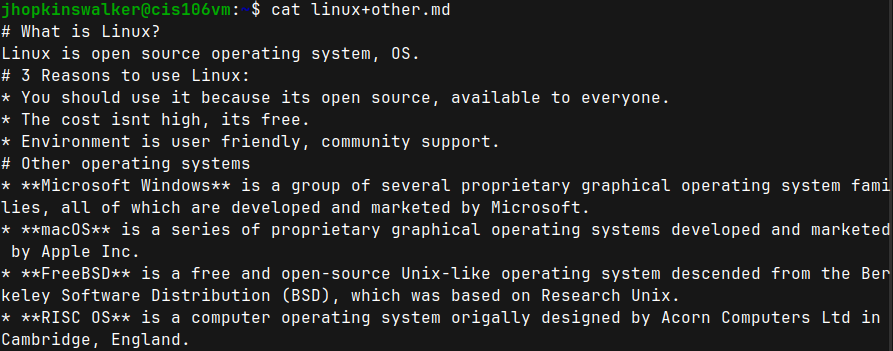 jhopkinswalker@cis106vm:~$ cat linux+other.md
# What is Linux?
Linux is open source operating system, OS.
# 3 Reasons to use Linux:
* You should use it because its open source, available to everyone.
* The cost isnt high, its free.
* Environment is user friendly, community support.
# Other operating systems
* **Microsoft Windows** is a group of several proprietary graphical operating system fami
lies, all of which are developed and marketed by Microsoft.
* **macOS** is a series of proprietary graphical operating systems developed and marketed
 by Apple Inc.
* **FreeBSD** is a free and open-source Unix-like operating system descended from the Ber
keley Software Distribution (BSD), which was based on Research Unix.
* **RISC OS** is a computer operating system origally designed by Acorn Computers Ltd in
Cambridge, England.